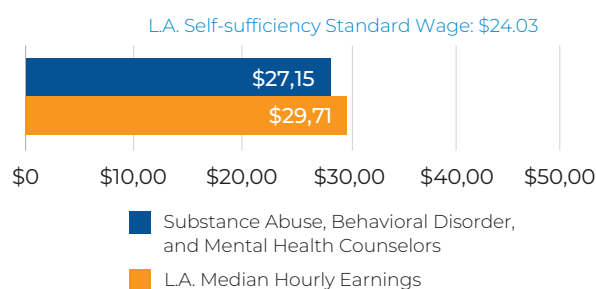 L.A. Self-sufficiency Standard Wage: $24.03
$27,15
$29,71
$0 $10,00 $20,00 $30,00 $40,00 $50,00
Substance Abuse, Behavioral Disorder,
and Mental Health Counselors
L.A. Median Hourly Earnings